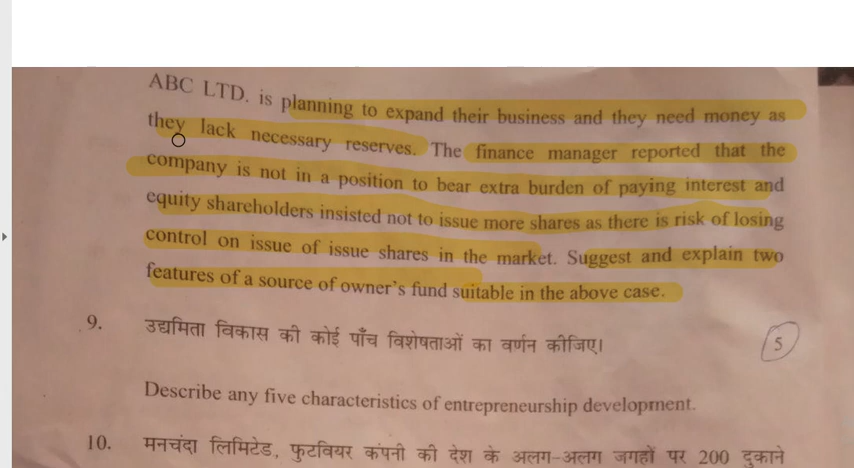 ABC LTD. is planning to expand their business and they need money as
they lack necessary reserves. The finance manager reported that the
company is not in a position to bear extra burden of paying interest and
equity shareholders insisted not to issue more shares as there is risk of losing
control on issue of issue shares in the market. Suggest and explain two
features of a source of owner's fund suitable in the above case.
9. उद्यमिता विकास की कोई पाँच विशेषताओं का वर्णन कीजिए।
5
Describe any five characteristics of entrepreneurship development.
10. मनचंदा लिमिटेड, फुटवियर कंपनी की देश के अलग-अलग जगहों पर 200 दुकाने